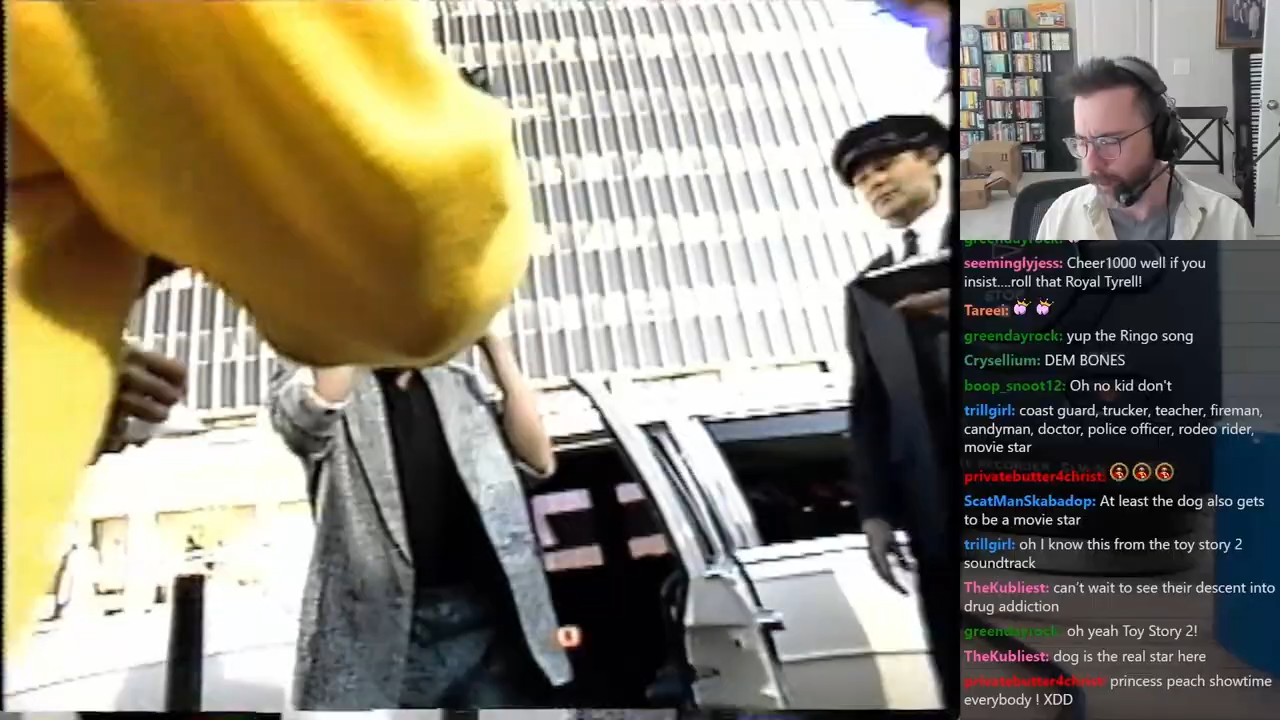 greendayrock:
seeminglyjess: Cheer1000 well if you
insist....roll that Royal Tyrell!
Tareei:
greendayrock: yup the Ringo song
Crysellium: DEM BONES
boop_snoot12: Oh no kid don't
trillgirl: coast guard, trucker, teacher, fireman,
candyman, doctor, police officer, rodeo rider,
movie star
privatebutter4christ:
ScatManSkabadop: At least the dog also gets
to be a movie star
trillgirl: oh I know this from the toy story 2
soundtrack
TheKubliest: can't wait to see their descent into
drug addiction
greendayrock: oh yeah Toy Story 2!
TheKubliest: dog is the real star here
privatebutter4christ: princess peach showtime
everybody ! XDD